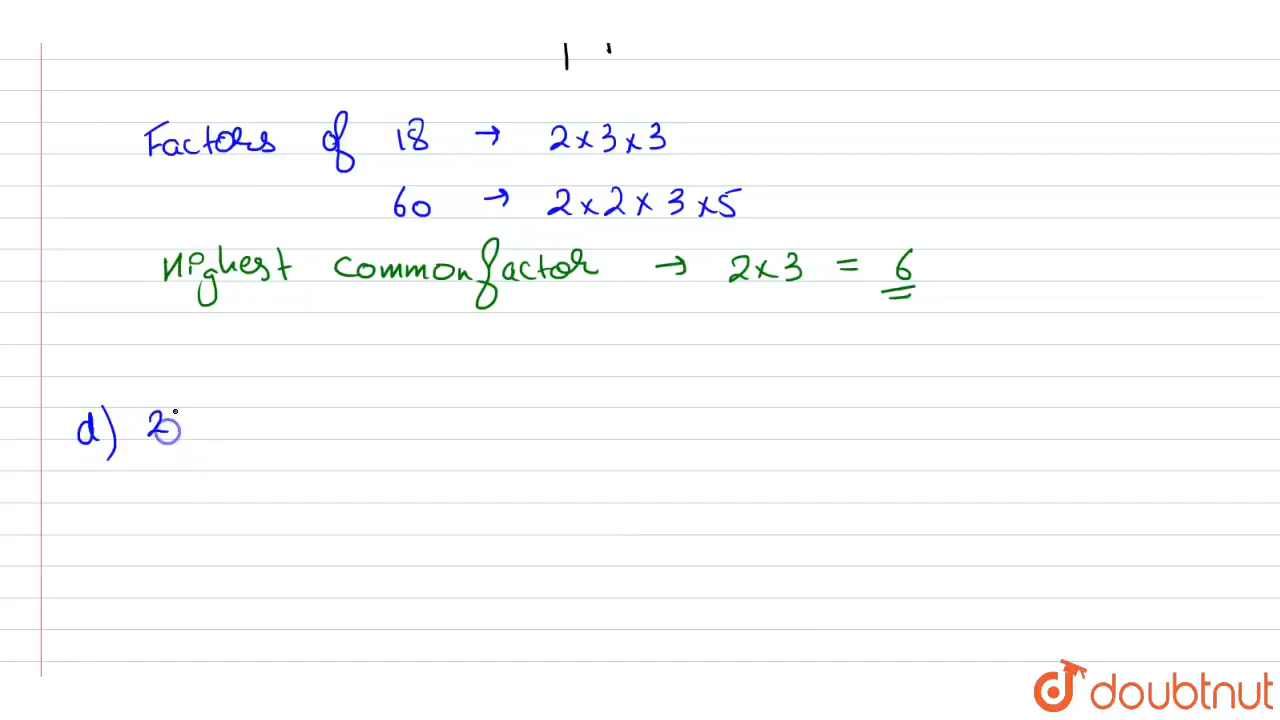 Factors of 18 → 2 × 3 × 3
60 → 2 × 2 × 3 × 5
Highest common factor → 2 × 3 = 6
d) 2
doubtnut